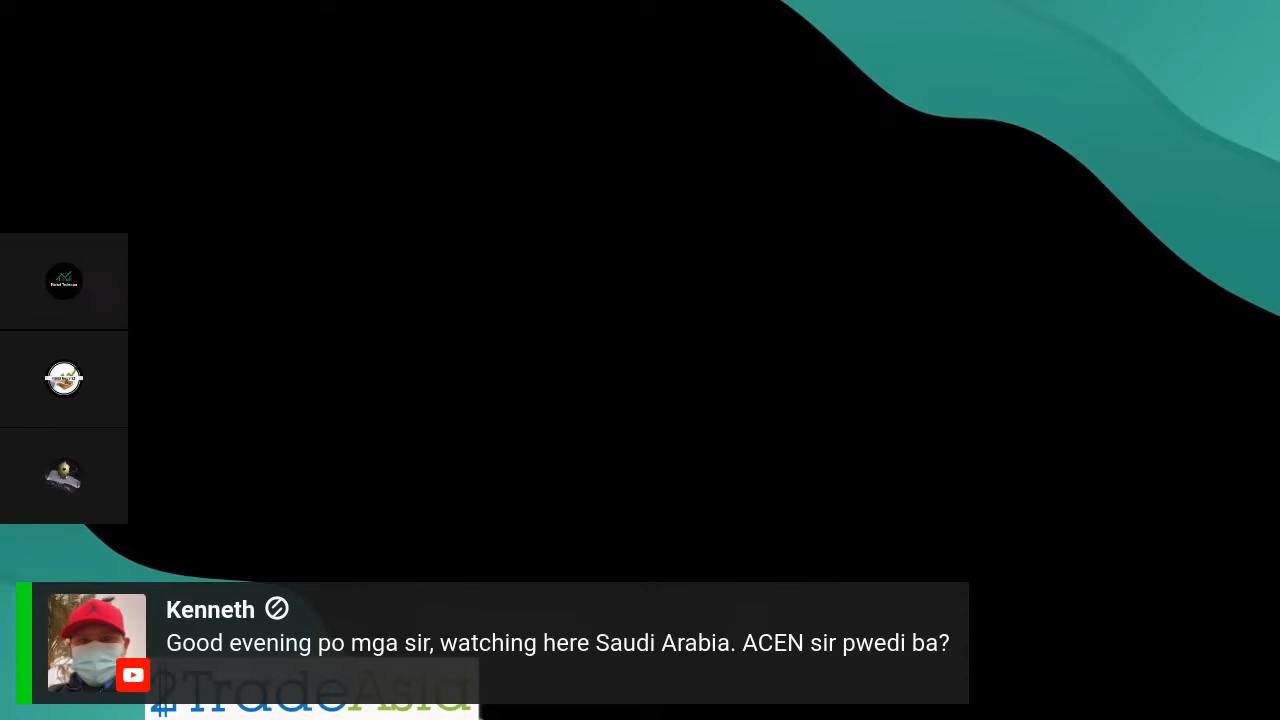 Kenneth
Good evening po mga sir, watching here Saudi Arabia. ACEN sir pwedi ba?
TradeAsia